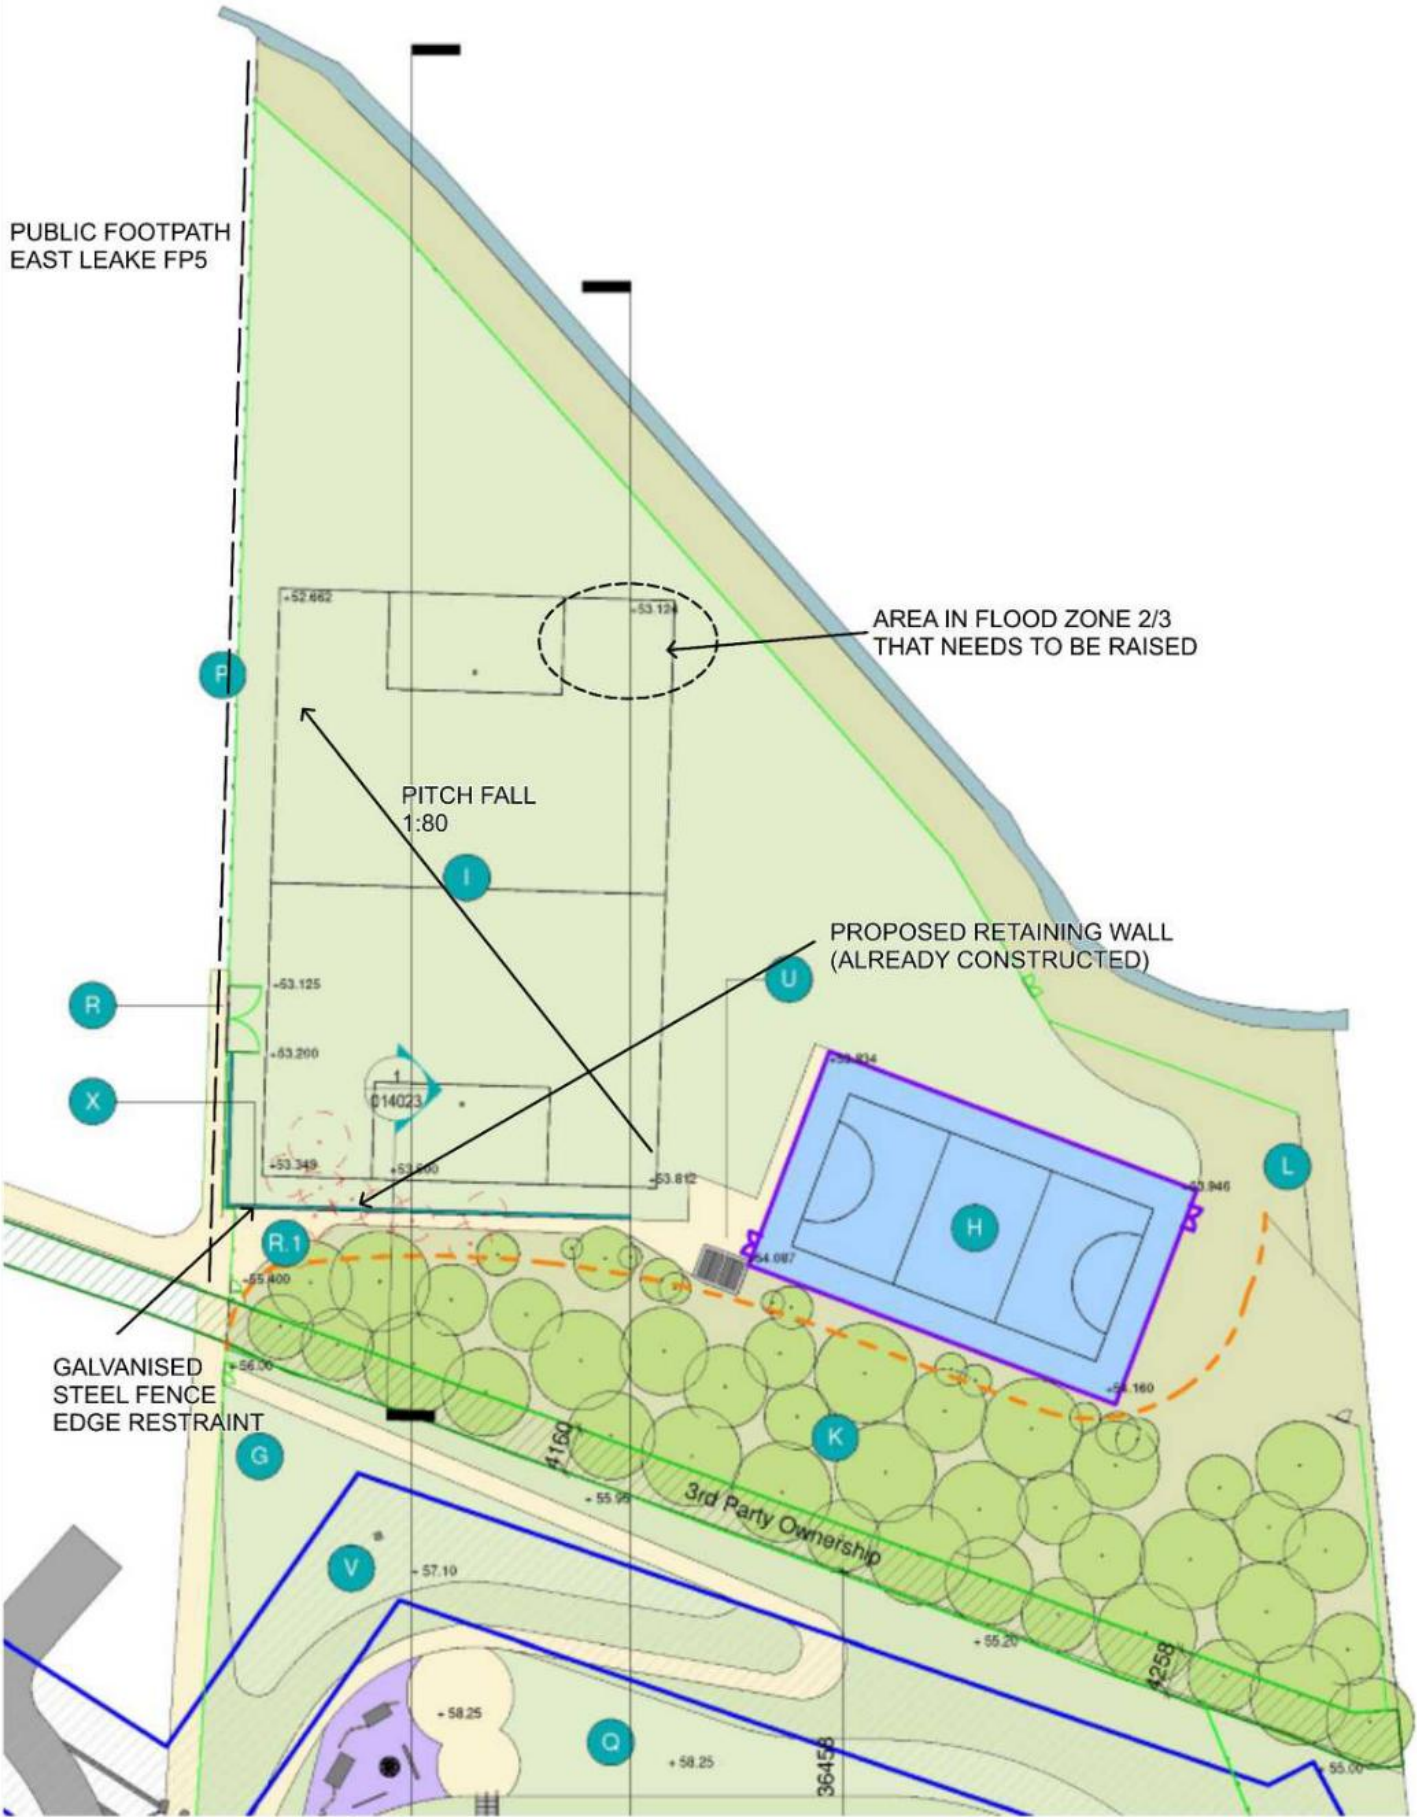 PUBLIC FOOTPATH
EAST LEAKE FP5
+52.662
+53.124
AREA IN FLOOD ZONE 2/3
THAT NEEDS TO BE RAISED
P
PITCH FALL
1:80
I
PROPOSED RETAINING WALL
(ALREADY CONSTRUCTED)
U
R
+53.125
+53.200
X
1
014023
+53.349
+53.812
H
L
+54.087
R.1
+55.400
+56.00
GALVANISED
STEEL FENCE
EDGE RESTRAINT
G
4160
K
+55.95
3rd Party Ownership
V
+57.10
+55.20
4258
+58.25
Q
+58.25
36458
+55.00